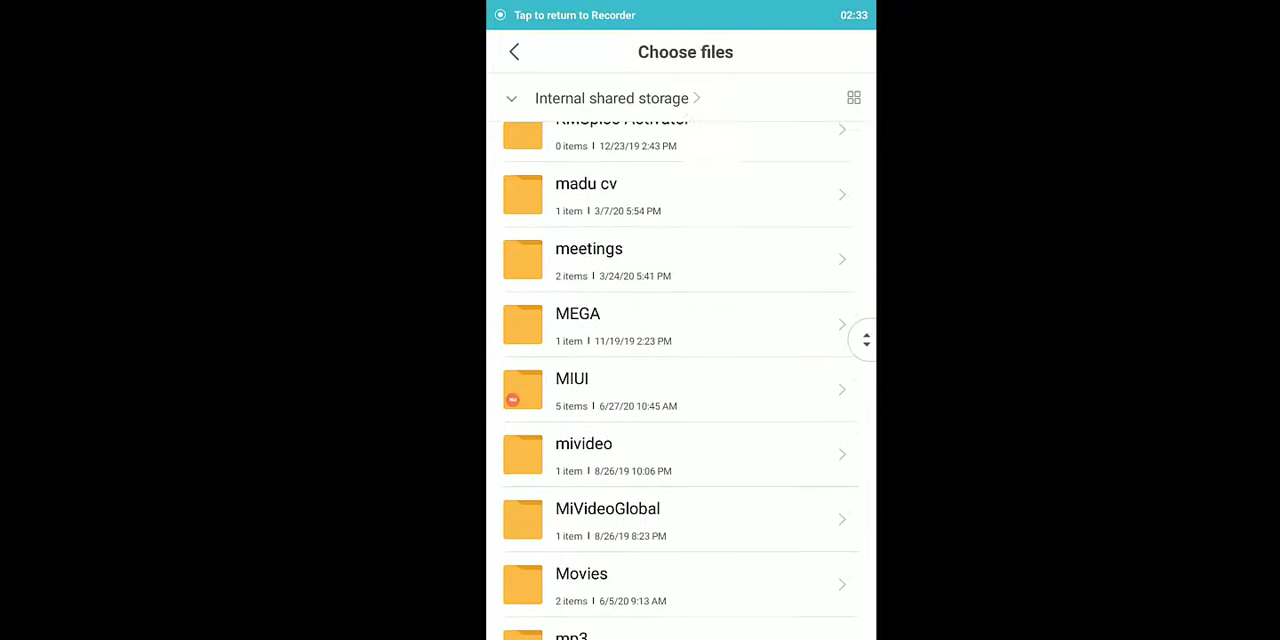 Tap to return to Recorder 02:33
Choose files
Internal shared storage
KMSpico Activator
0 items | 12/23/19 2:43 PM
madu cv
1 item | 3/7/20 5:54 PM
meetings
2 items | 3/24/20 5:41 PM
MEGA
1 item | 11/19/19 2:23 PM
MIUI
5 items | 6/27/20 10:45 AM
mivideo
1 item | 8/26/19 10:06 PM
MiVideoGlobal
1 item | 8/26/19 8:23 PM
Movies
2 items | 6/5/20 9:13 AM
mp3